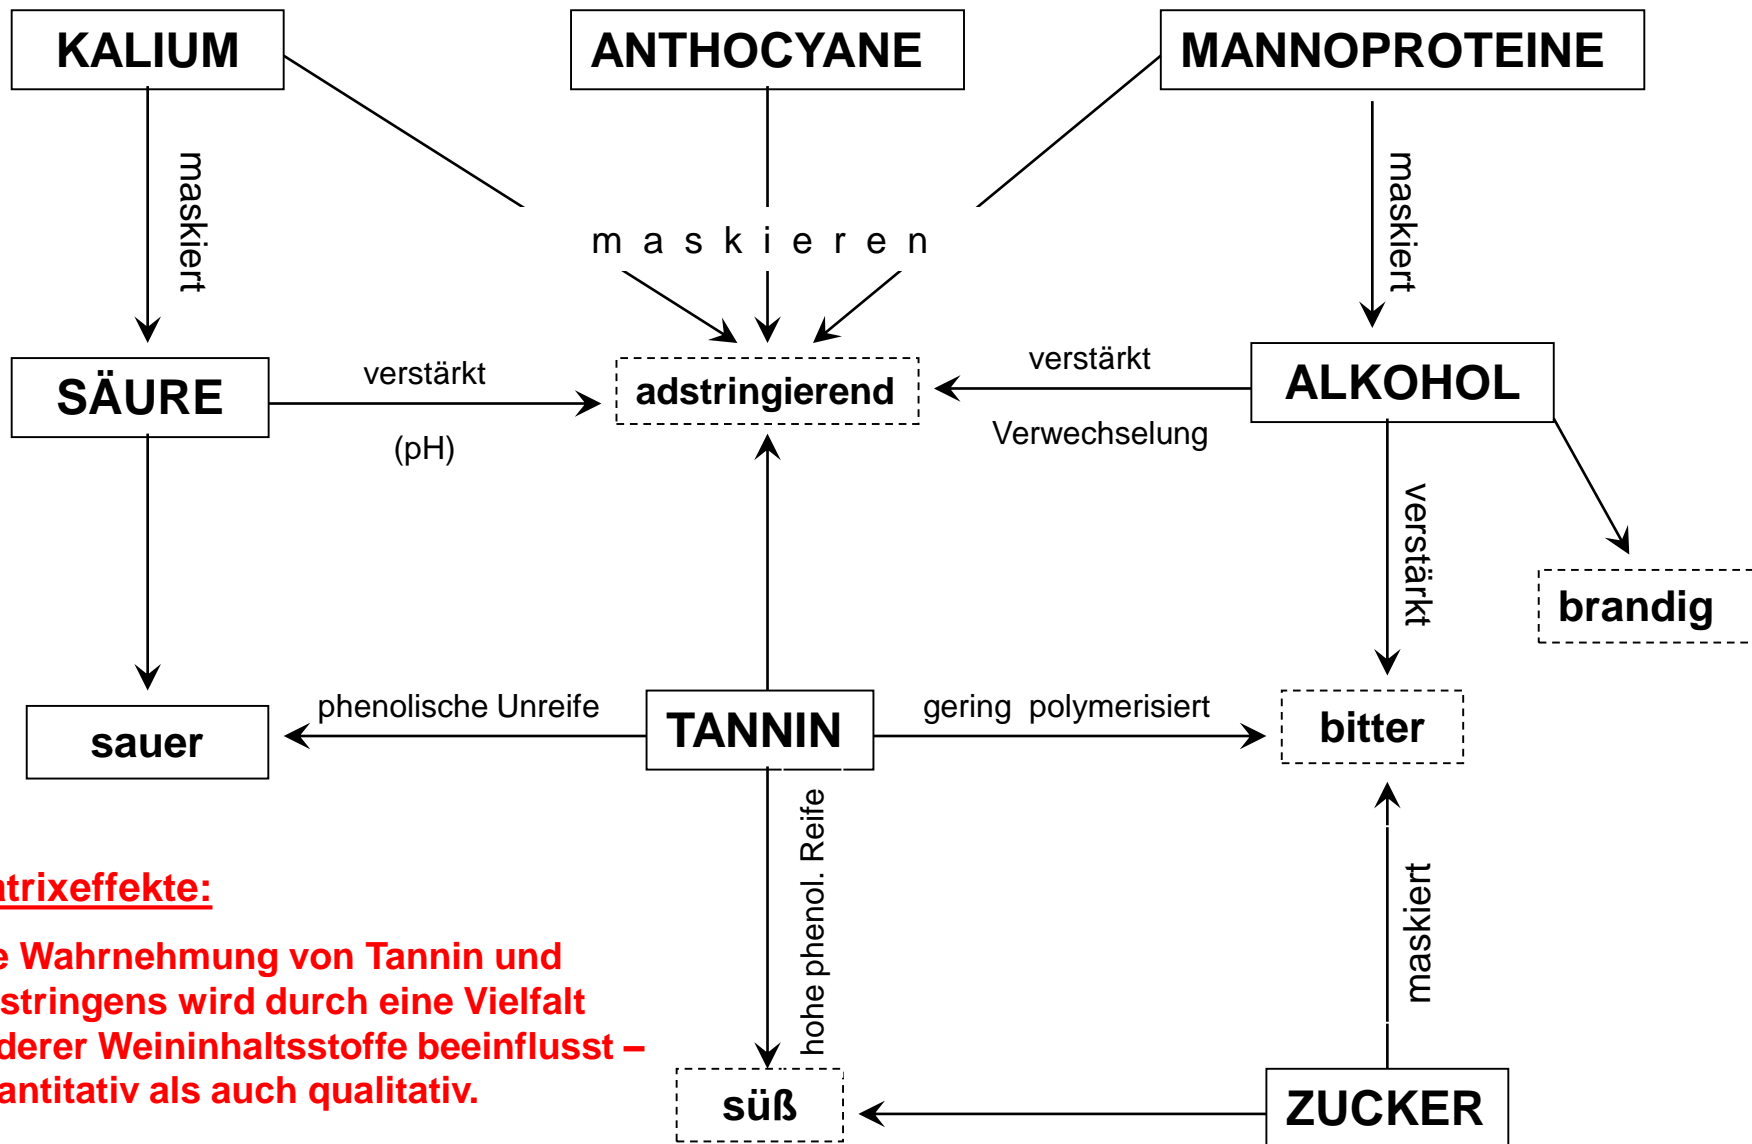 KALIUM
ANTHOCYANE
MANNOPROTEINE
maskiert
maskieren
maskiert
SÄURE
verstärkt
(pH)
adstringierend
verstärkt
Verwechselung
ALKOHOL
verstärkt
brandig
sauer
phenolische Unreife
TANNIN
gering polymerisiert
bitter
hohe phenol. Reife
maskiert
atrixeffekte:
e Wahrnehmung von Tannin und
stringens wird durch eine Vielfalt
derer Weininhaltsstoffe beeinflusst –
antitativ als auch qualitativ.
süß
ZUCKER